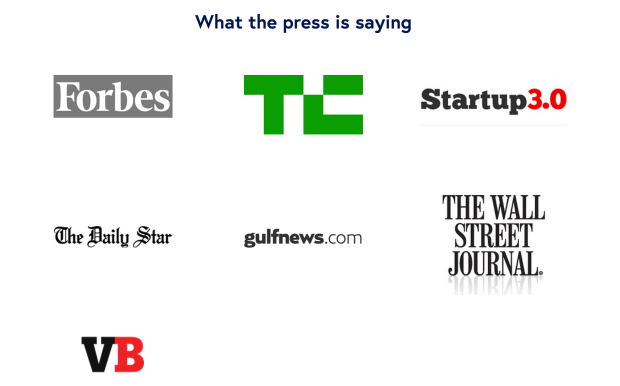 What the press is saying
Forbes
TC
Startup3.0
The Daily Star
gulfnews.com
THE WALL
STREET
JOURNAL.
VB